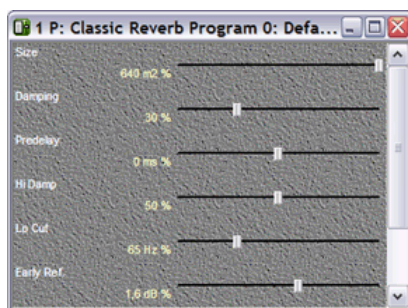 1 P: Classic Reverb Program 0: Defa...
Size
640 m2 %
Damping
30 %
Predelay
0 ms %
Hi Damp
50 %
Lo Cut
65 Hz %
Early Ref.
1,6 dB %